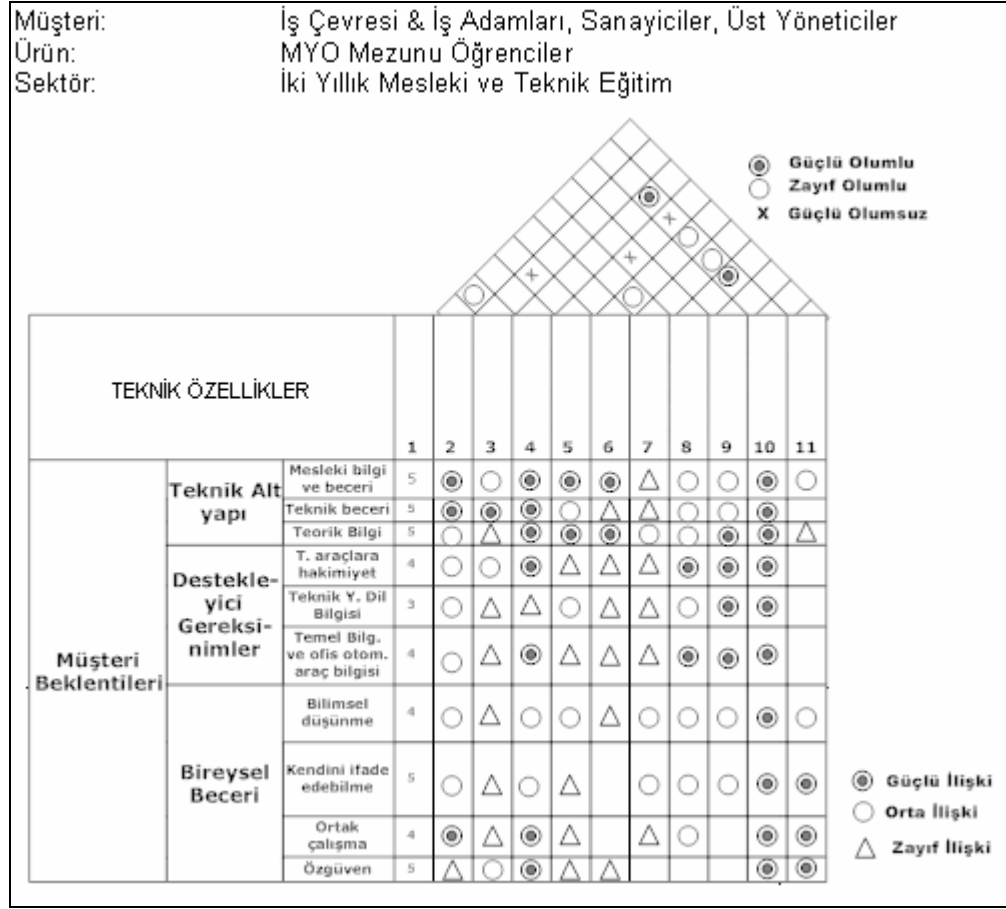 Müşteri: İş Çevresi & İş Adamları, Sanayiciler, Üst Yöneticiler
Ürün: MYO Mezunu Öğrenciler
Sektör: İki Yıllık Mesleki ve Teknik Eğitim
Güçlü Olumlu
Zayıf Olumlu
X Güçlü Olumsuz
TEKNİK ÖZELLİKLER
1 2 3 4 5 6 7 8 9 10 11
Müşteri
Beklentileri
Teknik Alt
yapı
Mesleki bilgi
ve beceri
5
Teknik beceri
5
Teorik Bilgi
5
Destekle-
yici
Gereksi-
nimler
T. araçlara
hakimiyet
4
Teknik Y. Dil
Bilgisi
3
Temel Bilg.
ve ofis otom.
araç bilgisi
4
Bireysel
Beceri
Bilimsel
düşünme
4
Kendini ifade
edebilme
5
Ortak
çalışma
4
Özgüven
5
Güçlü İlişki
Orta İlişki
Zayıf İlişki